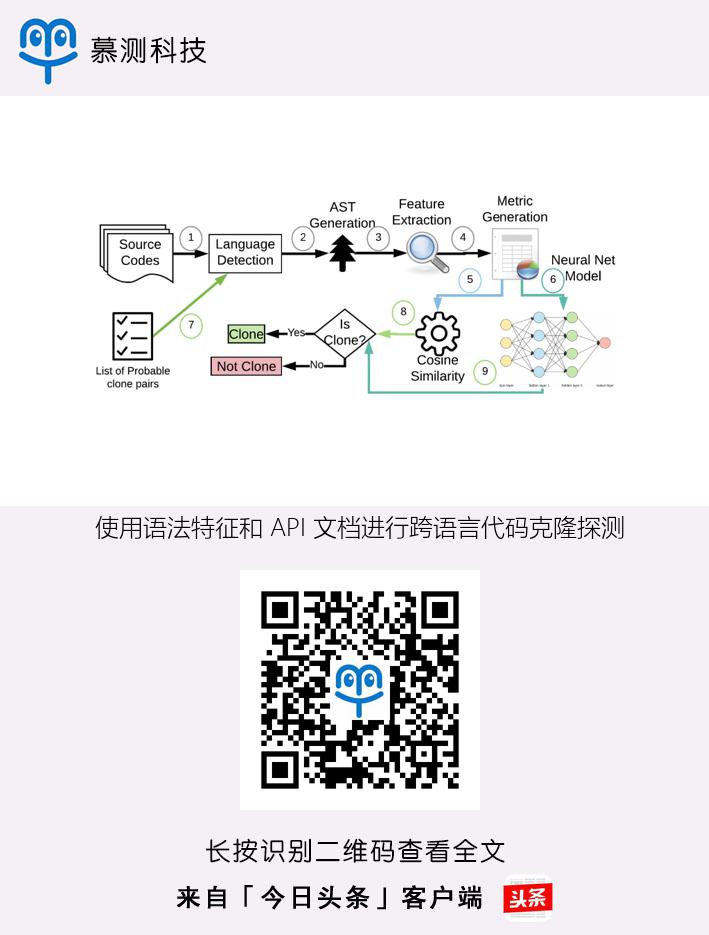 慕测科技
AST
Generation
Feature
Extraction
Metric
Generation
Source
Codes
1
Language
Detection
2
3
4
Neural Net
Model
5
6
List of Probable
clone pairs
7
Clone
Yes
Is
Clone?
8
Cosine
Similarity
Not Clone
No
9
使用语法特征和 API 文档进行跨语言代码克隆探测
长按识别二维码查看全文
来自「今日头条」客户端
头条